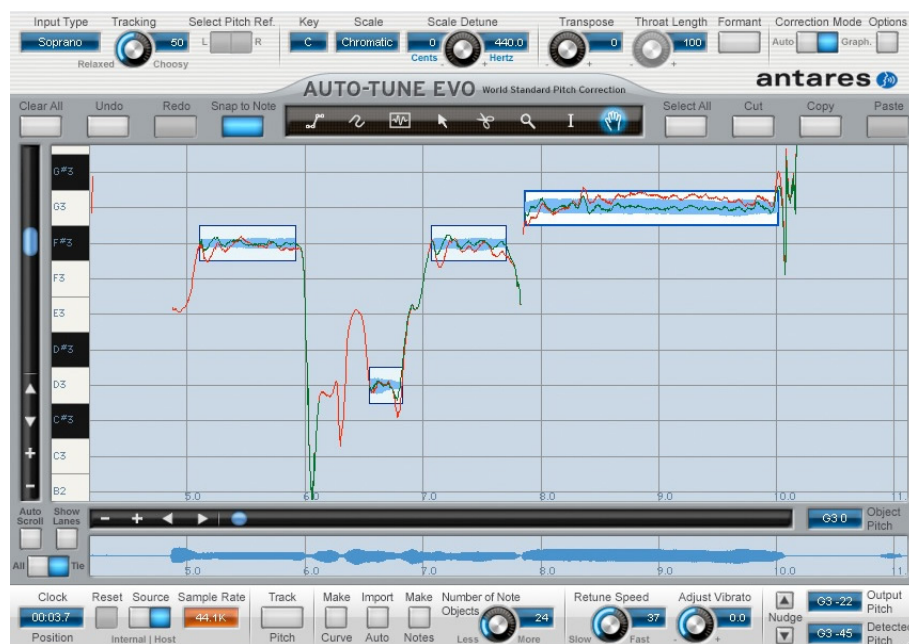 Input Type Tracking Select Pitch Ref. Key Scale Scale Detune Transpose Throat Length Formant Correction Mode Options
Soprano 50 L R C Chromatic 0 440.0 0 100 Auto Graph.
Relaxed Choosy Cents - + Hertz - + - +
AUTO-TUNE EVO World Standard Pitch Correction antares
Clear All Undo Redo Snap to Note Select All Cut Copy Paste
I
G#3
G3
F#3
F3
E3
D#3
D3
C#3
C3
B2
5.0 6.0 7.0 8.0 9.0 10.0 11.
Auto Scroll Show Lanes - + G3 0 Object Pitch
All Tie 5.0 6.0 7.0 8.0 9.0 10.0 11.
Clock Reset Source Sample Rate Track Make Import Make Number of Note Objects Retune Speed Adjust Vibrato Output Pitch
00:03.7 44.1K 24 37 0.0 Nudge G3 -22
Position Internal | Host Pitch Curve Auto Notes Less More Slow Fast - + G3 -45 Detected Pitch